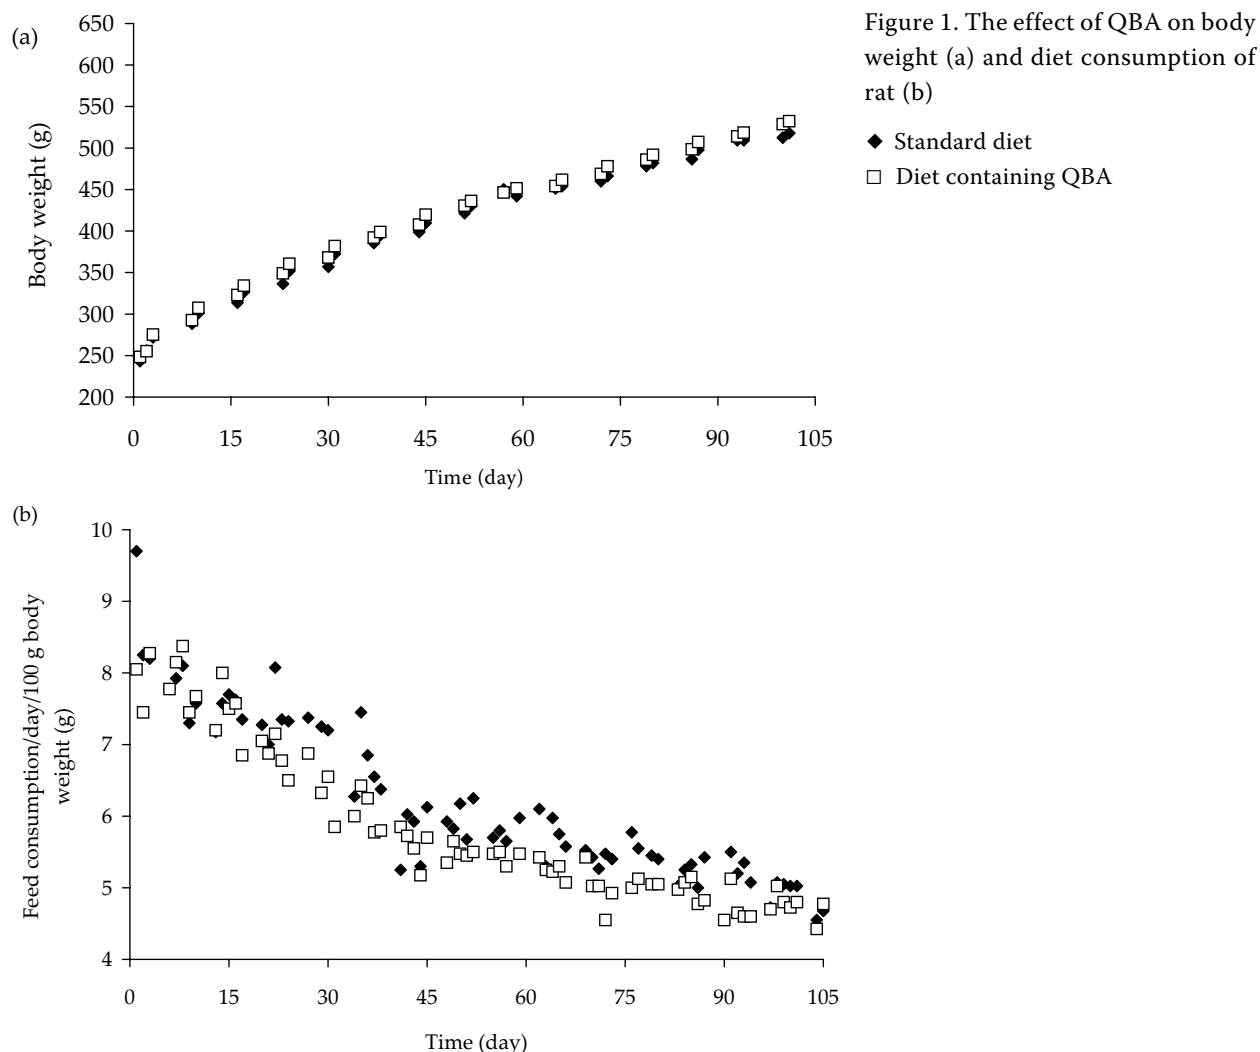 (a)
650
600
550
500
450
400
350
300
250
200
Body weight (g)
0 15 30 45 60 75 90 105
Time (day)
Figure 1. The effect of QBA on body
weight (a) and diet consumption of
rat (b)
Standard diet
Diet containing QBA
(b)
10
9
8
7
6
5
4
Feed consumption/day/100 g body
weight (g)
0 15 30 45 60 75 90 105
Time (day)